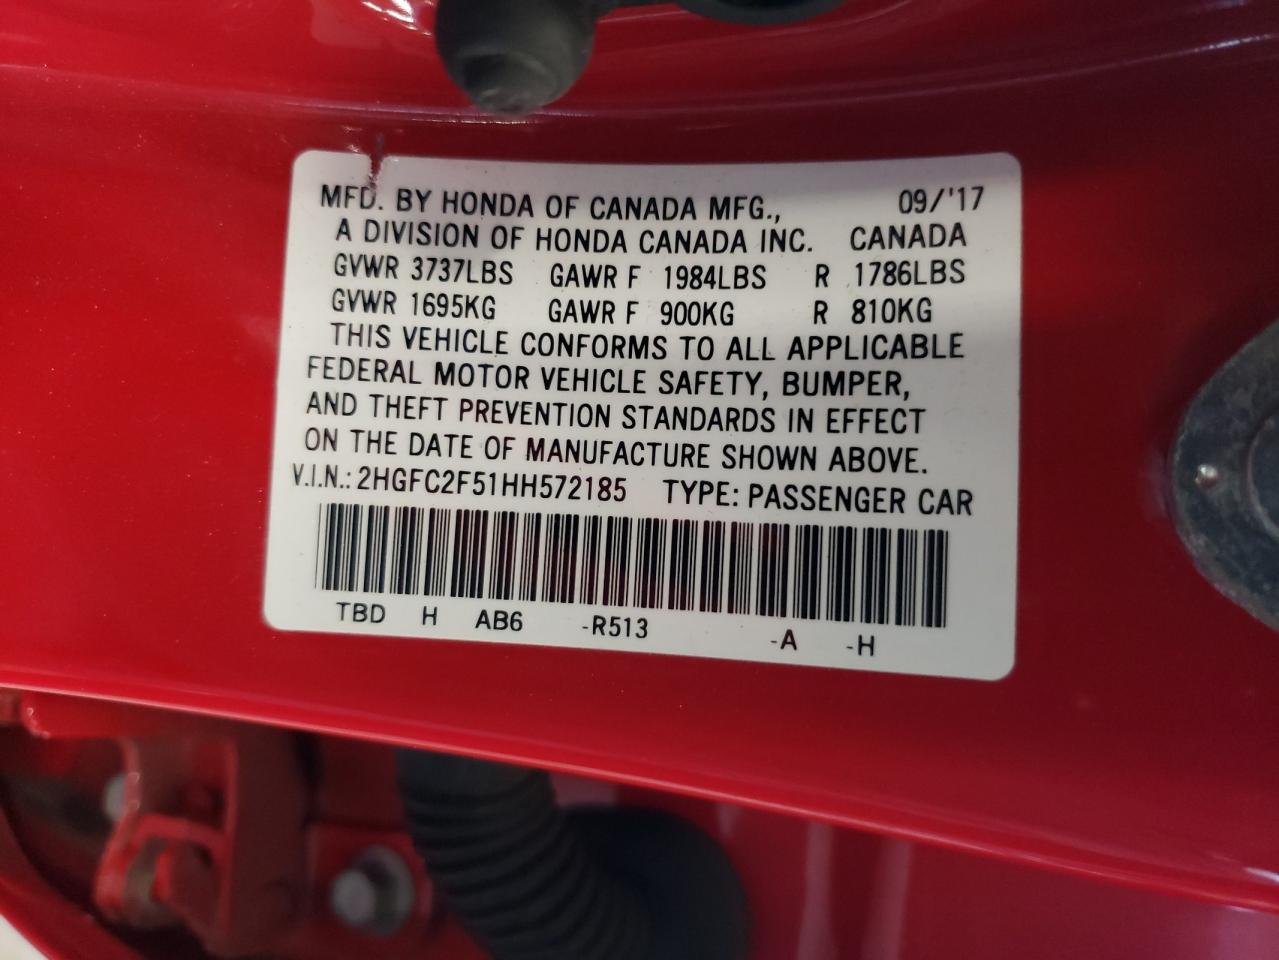 MFD. BY HONDA OF CANADA MFG., 09/'17
A DIVISION OF HONDA CANADA INC. CANADA
GVWR 3737LBS GAWR F 1984LBS R 1786LBS
GVWR 1695KG GAWR F 900KG R 810KG
THIS VEHICLE CONFORMS TO ALL APPLICABLE
FEDERAL MOTOR VEHICLE SAFETY, BUMPER,
AND THEFT PREVENTION STANDARDS IN EFFECT
ON THE DATE OF MANUFACTURE SHOWN ABOVE.
V.I.N.: 2HGFC2F51HH572185 TYPE: PASSENGER CAR
TBD H AB6 -R513 -A -H